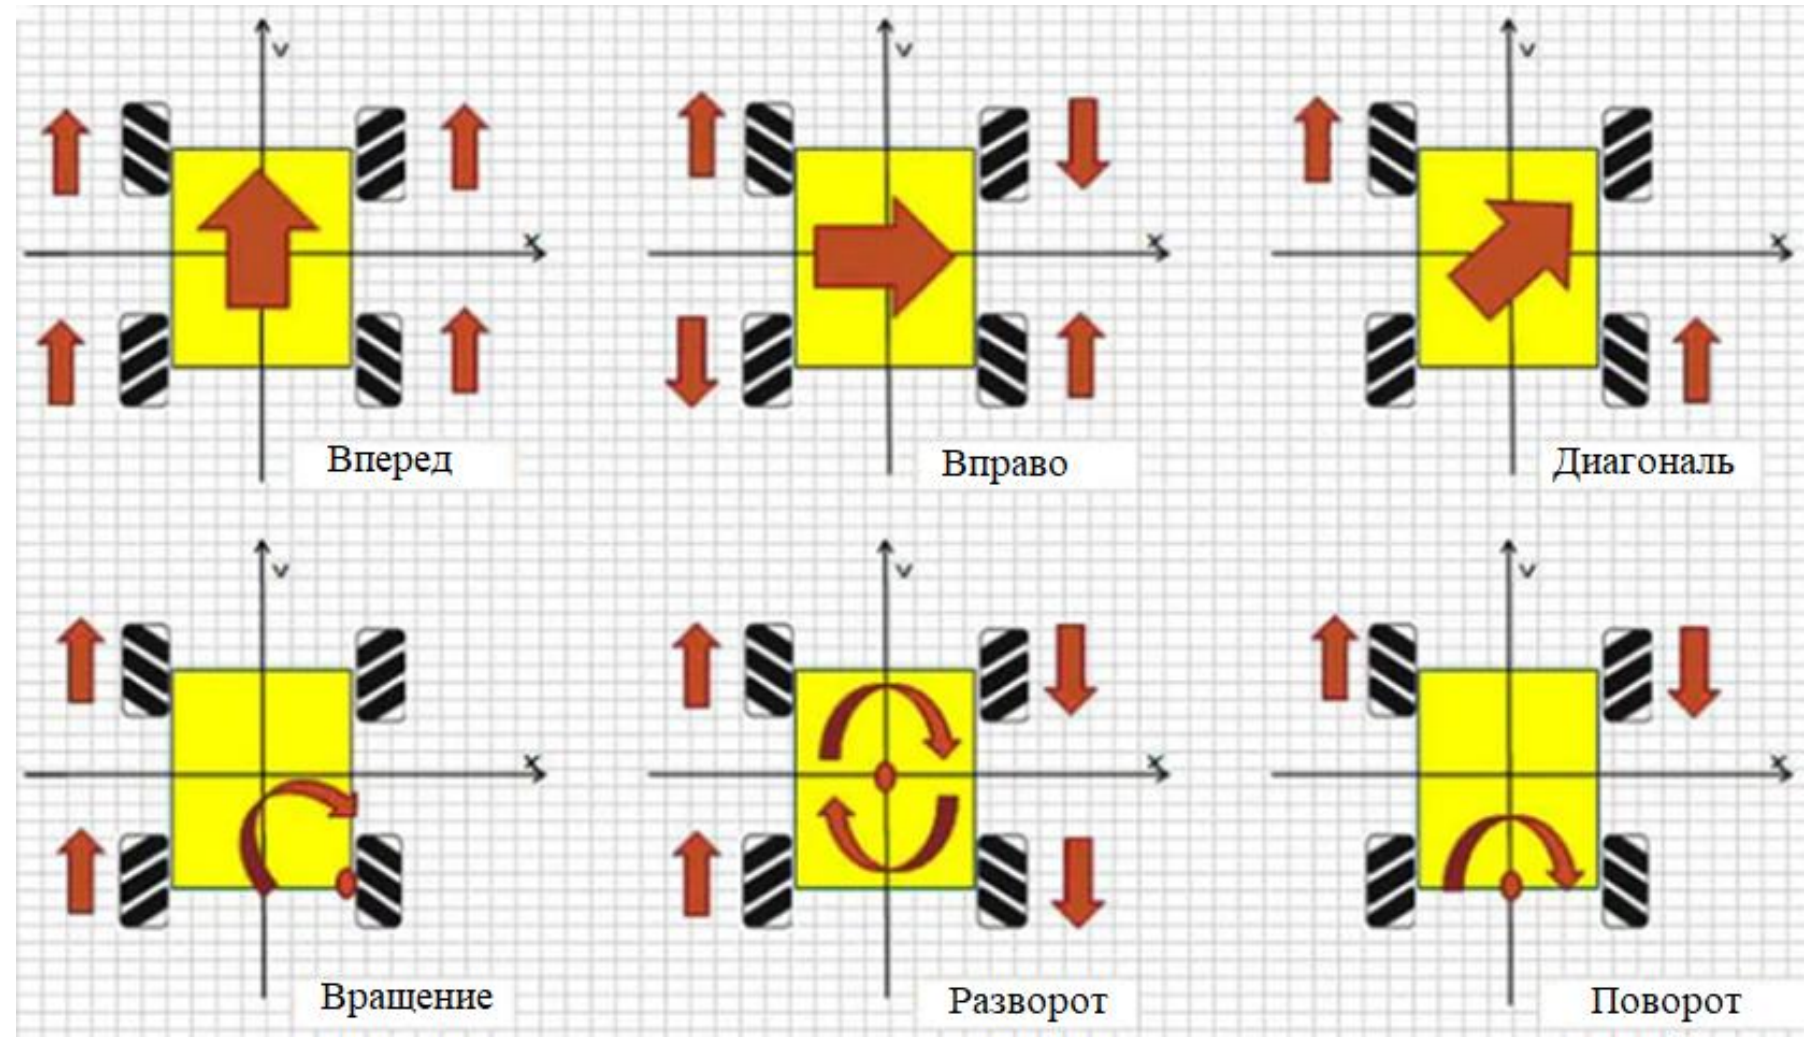 v
v
v
x
x
x
Вперед
Вправо
Диагональ
v
v
v
x
x
x
Вращение
Разворот
Поворот